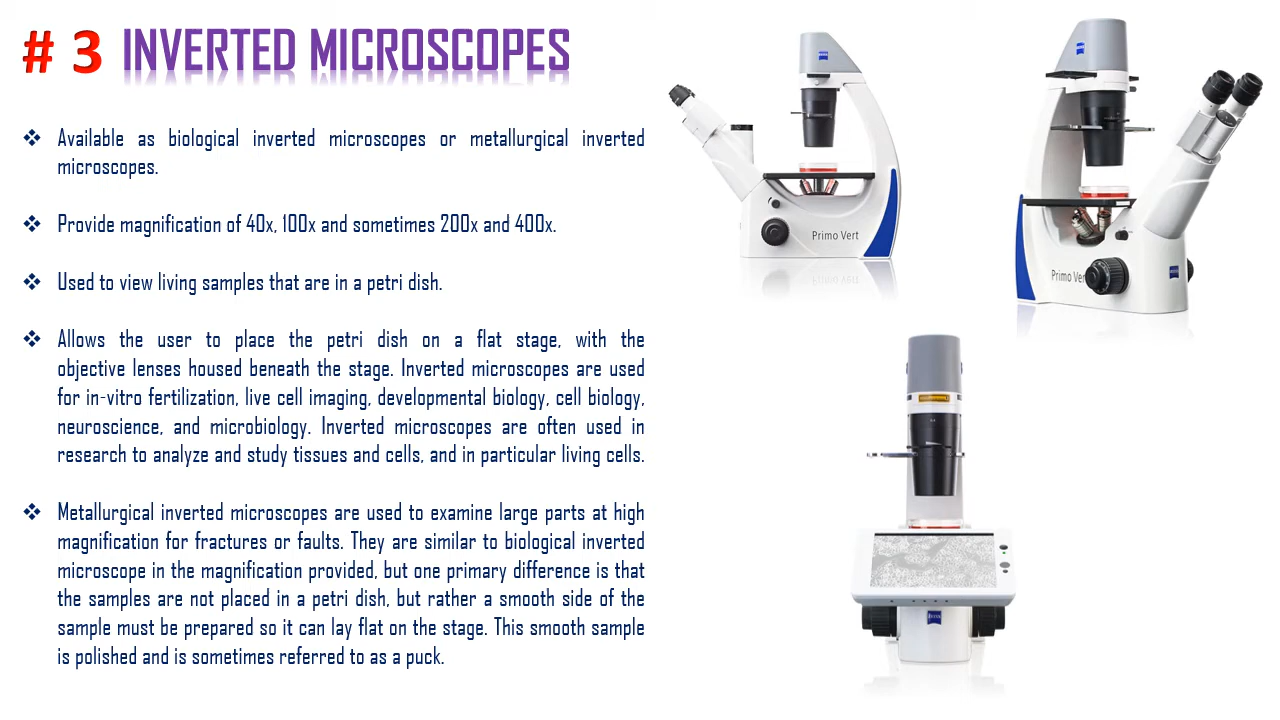 # 3 INVERTED MICROSCOPES
Available as biological inverted microscopes or metallurgical inverted
microscopes.
Provide magnification of 40x, 100x and sometimes 200x and 400x.
Used to view living samples that are in a petri dish.
Allows the user to place the petri dish on a flat stage, with the
objective lenses housed beneath the stage. Inverted microscopes are used
for in-vitro fertilization, live cell imaging, developmental biology, cell biology,
neuroscience, and microbiology. Inverted microscopes are often used in
research to analyze and study tissues and cells, and in particular living cells.
Metallurgical inverted microscopes are used to examine large parts at high
magnification for fractures or faults. They are similar to biological inverted
microscope in the magnification provided, but one primary difference is that
the samples are not placed in a petri dish, but rather a smooth side of the
sample must be prepared so it can lay flat on the stage. This smooth sample
is polished and is sometimes referred to as a puck.
Primo Vert
Primo Ver